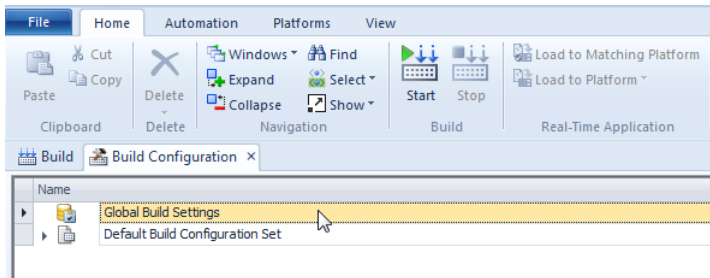 File Home Automation Platforms View
Cut Windows Find Load to Matching Platform
Copy Expand Select Load to Platform
Paste Delete Collapse Show Start Stop
Clipboard Delete Navigation Build Real-Time Application
Build Build Configuration ×
Name
Global Build Settings
Default Build Configuration Set